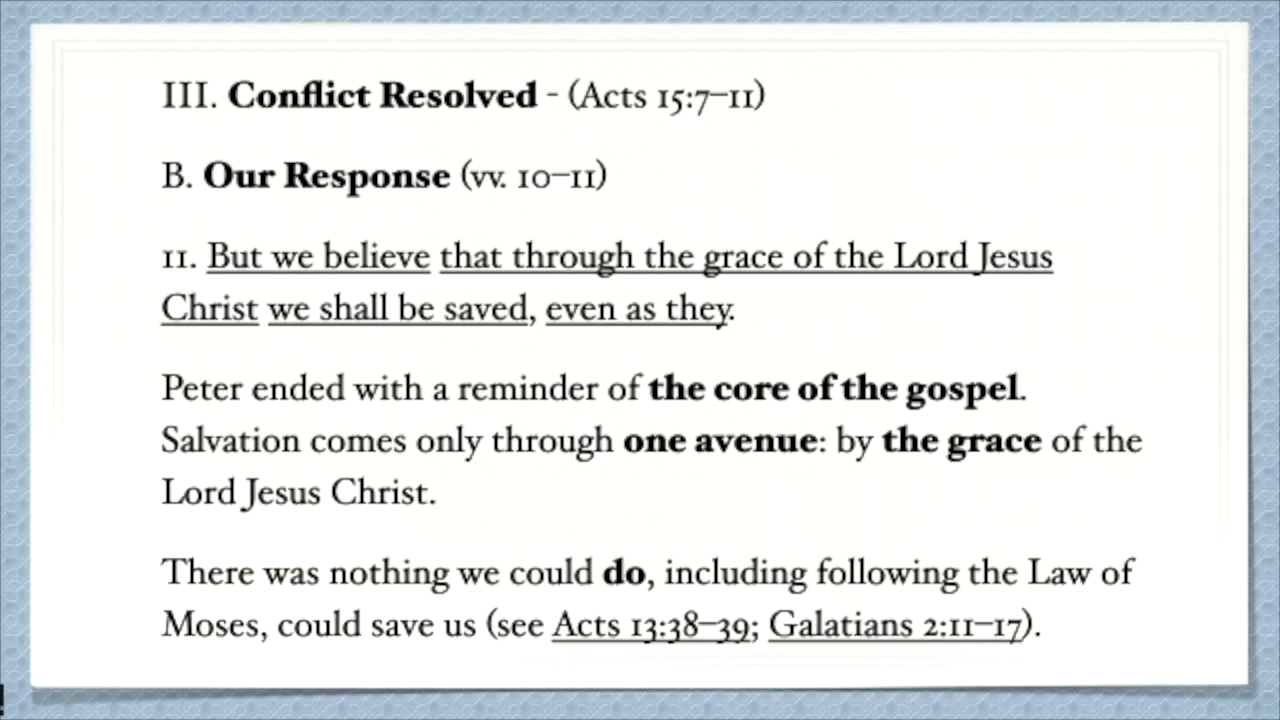 III. Conflict Resolved - (Acts 15:7–11)
B. Our Response (vv. 10–11)
11. But we believe that through the grace of the Lord Jesus
Christ we shall be saved, even as they.
Peter ended with a reminder of the core of the gospel.
Salvation comes only through one avenue: by the grace of the
Lord Jesus Christ.
There was nothing we could do, including following the Law of
Moses, could save us (see Acts 13:38–39; Galatians 2:11–17).